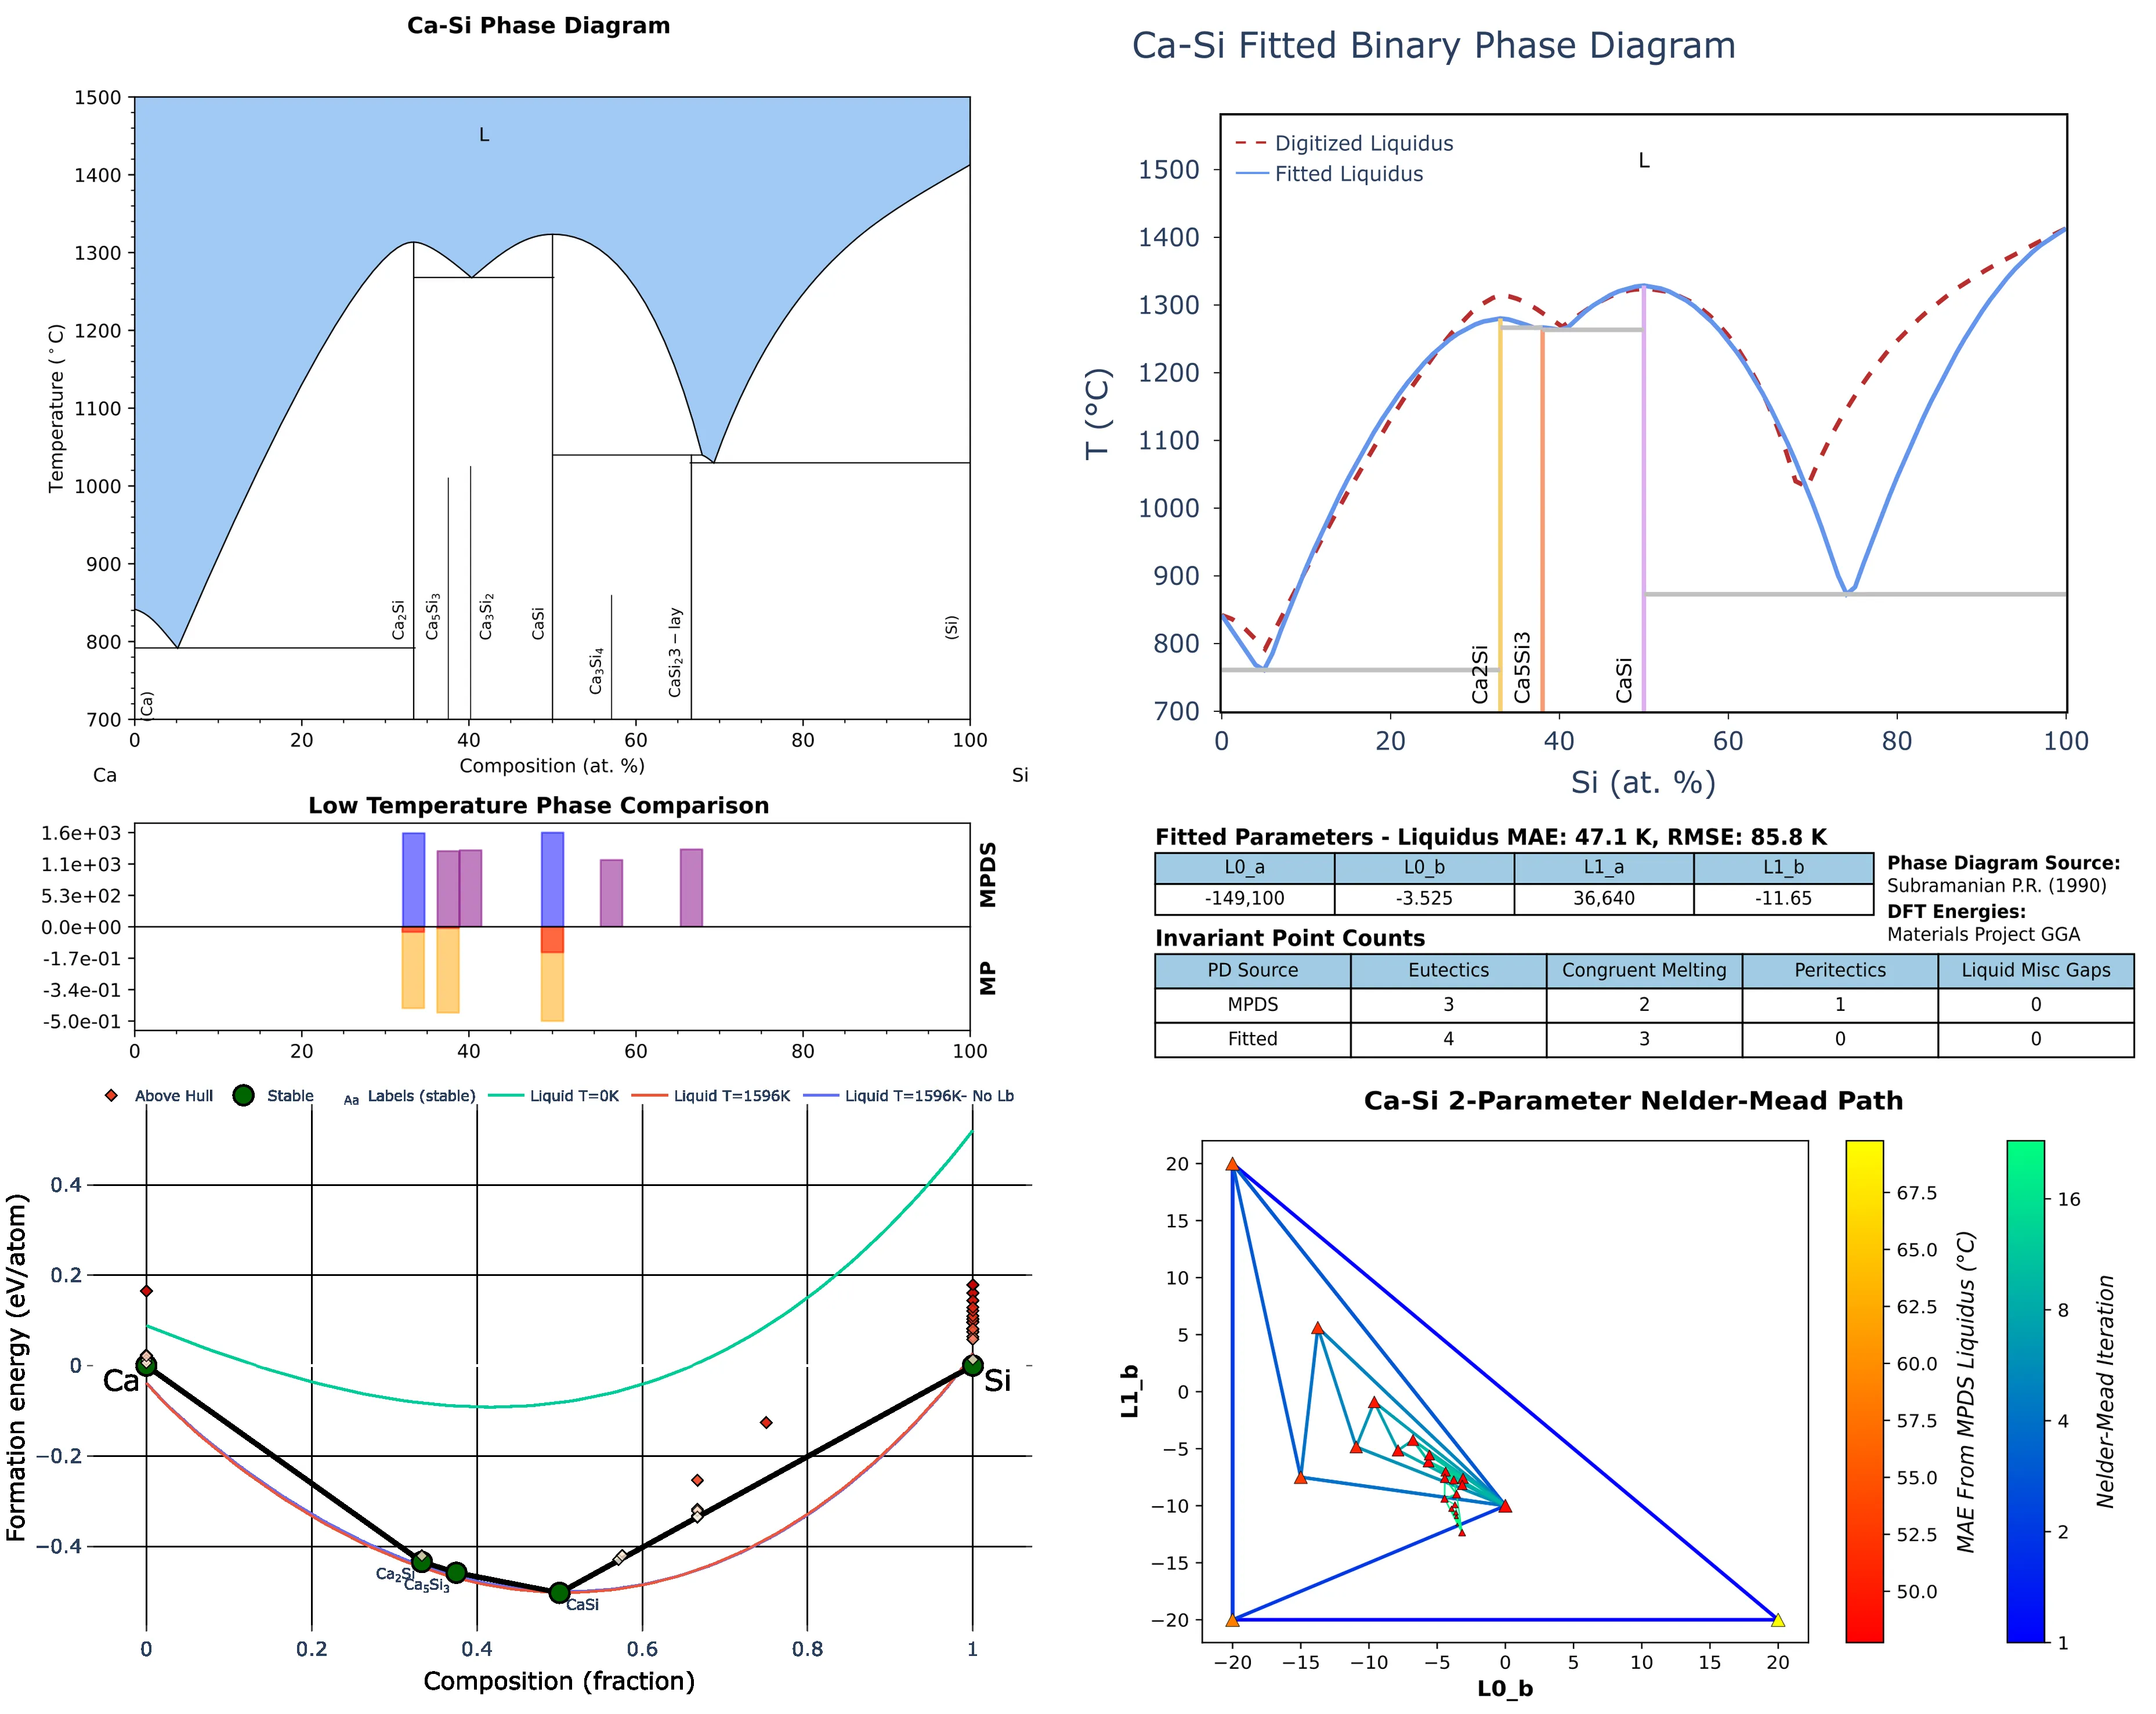 Ca-Si Phase Diagram
1500
1400
1300
1200
1100
1000
900
800
700
Temperature (°C)
L
Ca₂Si
Ca₅Si₃
Ca₃Si₂
CaSi
Ca₃Si₄
CaSi₂3 − lay
(Ca)
(Si)
0 20 40 60 80 100
Composition (at. %)
Ca Si
Ca-Si Fitted Binary Phase Diagram
Digitized Liquidus
Fitted Liquidus
L
1500
1400
1300
1200
1100
1000
900
800
700
T (°C)
Ca2Si
Ca5Si3
CaSi
0 20 40 60 80 100
Si (at. %)
Low Temperature Phase Comparison
1.6e+03
1.1e+03
5.3e+02
0.0e+00
-1.7e-01
-3.4e-01
-5.0e-01
MPDS
MP
0 20 40 60 80 100
Fitted Parameters - Liquidus MAE: 47.1 K, RMSE: 85.8 K
L0_a L0_b L1_a L1_b
-149,100 -3.525 36,640 -11.65
Phase Diagram Source:
Subramanian P.R. (1990)
DFT Energies:
Materials Project GGA
Invariant Point Counts
PD Source Eutectics Congruent Melting Peritectics Liquid Misc Gaps
MPDS 3 2 1 0
Fitted 4 3 0 0
Above Hull Stable Aa Labels (stable) Liquid T=0K Liquid T=1596K Liquid T=1596K- No Lb
0.4
0.2
0
−0.2
−0.4
Formation energy (eV/atom)
Ca
Si
Ca₂Si
Ca₅Si₃
CaSi
0 0.2 0.4 0.6 0.8 1
Composition (fraction)
Ca-Si 2-Parameter Nelder-Mead Path
20
15
10
5
0
−5
−10
−15
−20
L1_b
−20 −15 −10 −5 0 5 10 15 20
L0_b
67.5
65.0
62.5
60.0
57.5
55.0
52.5
50.0
MAE From MPDS Liquidus (°C)
16
8
4
2
1
Nelder-Mead Iteration